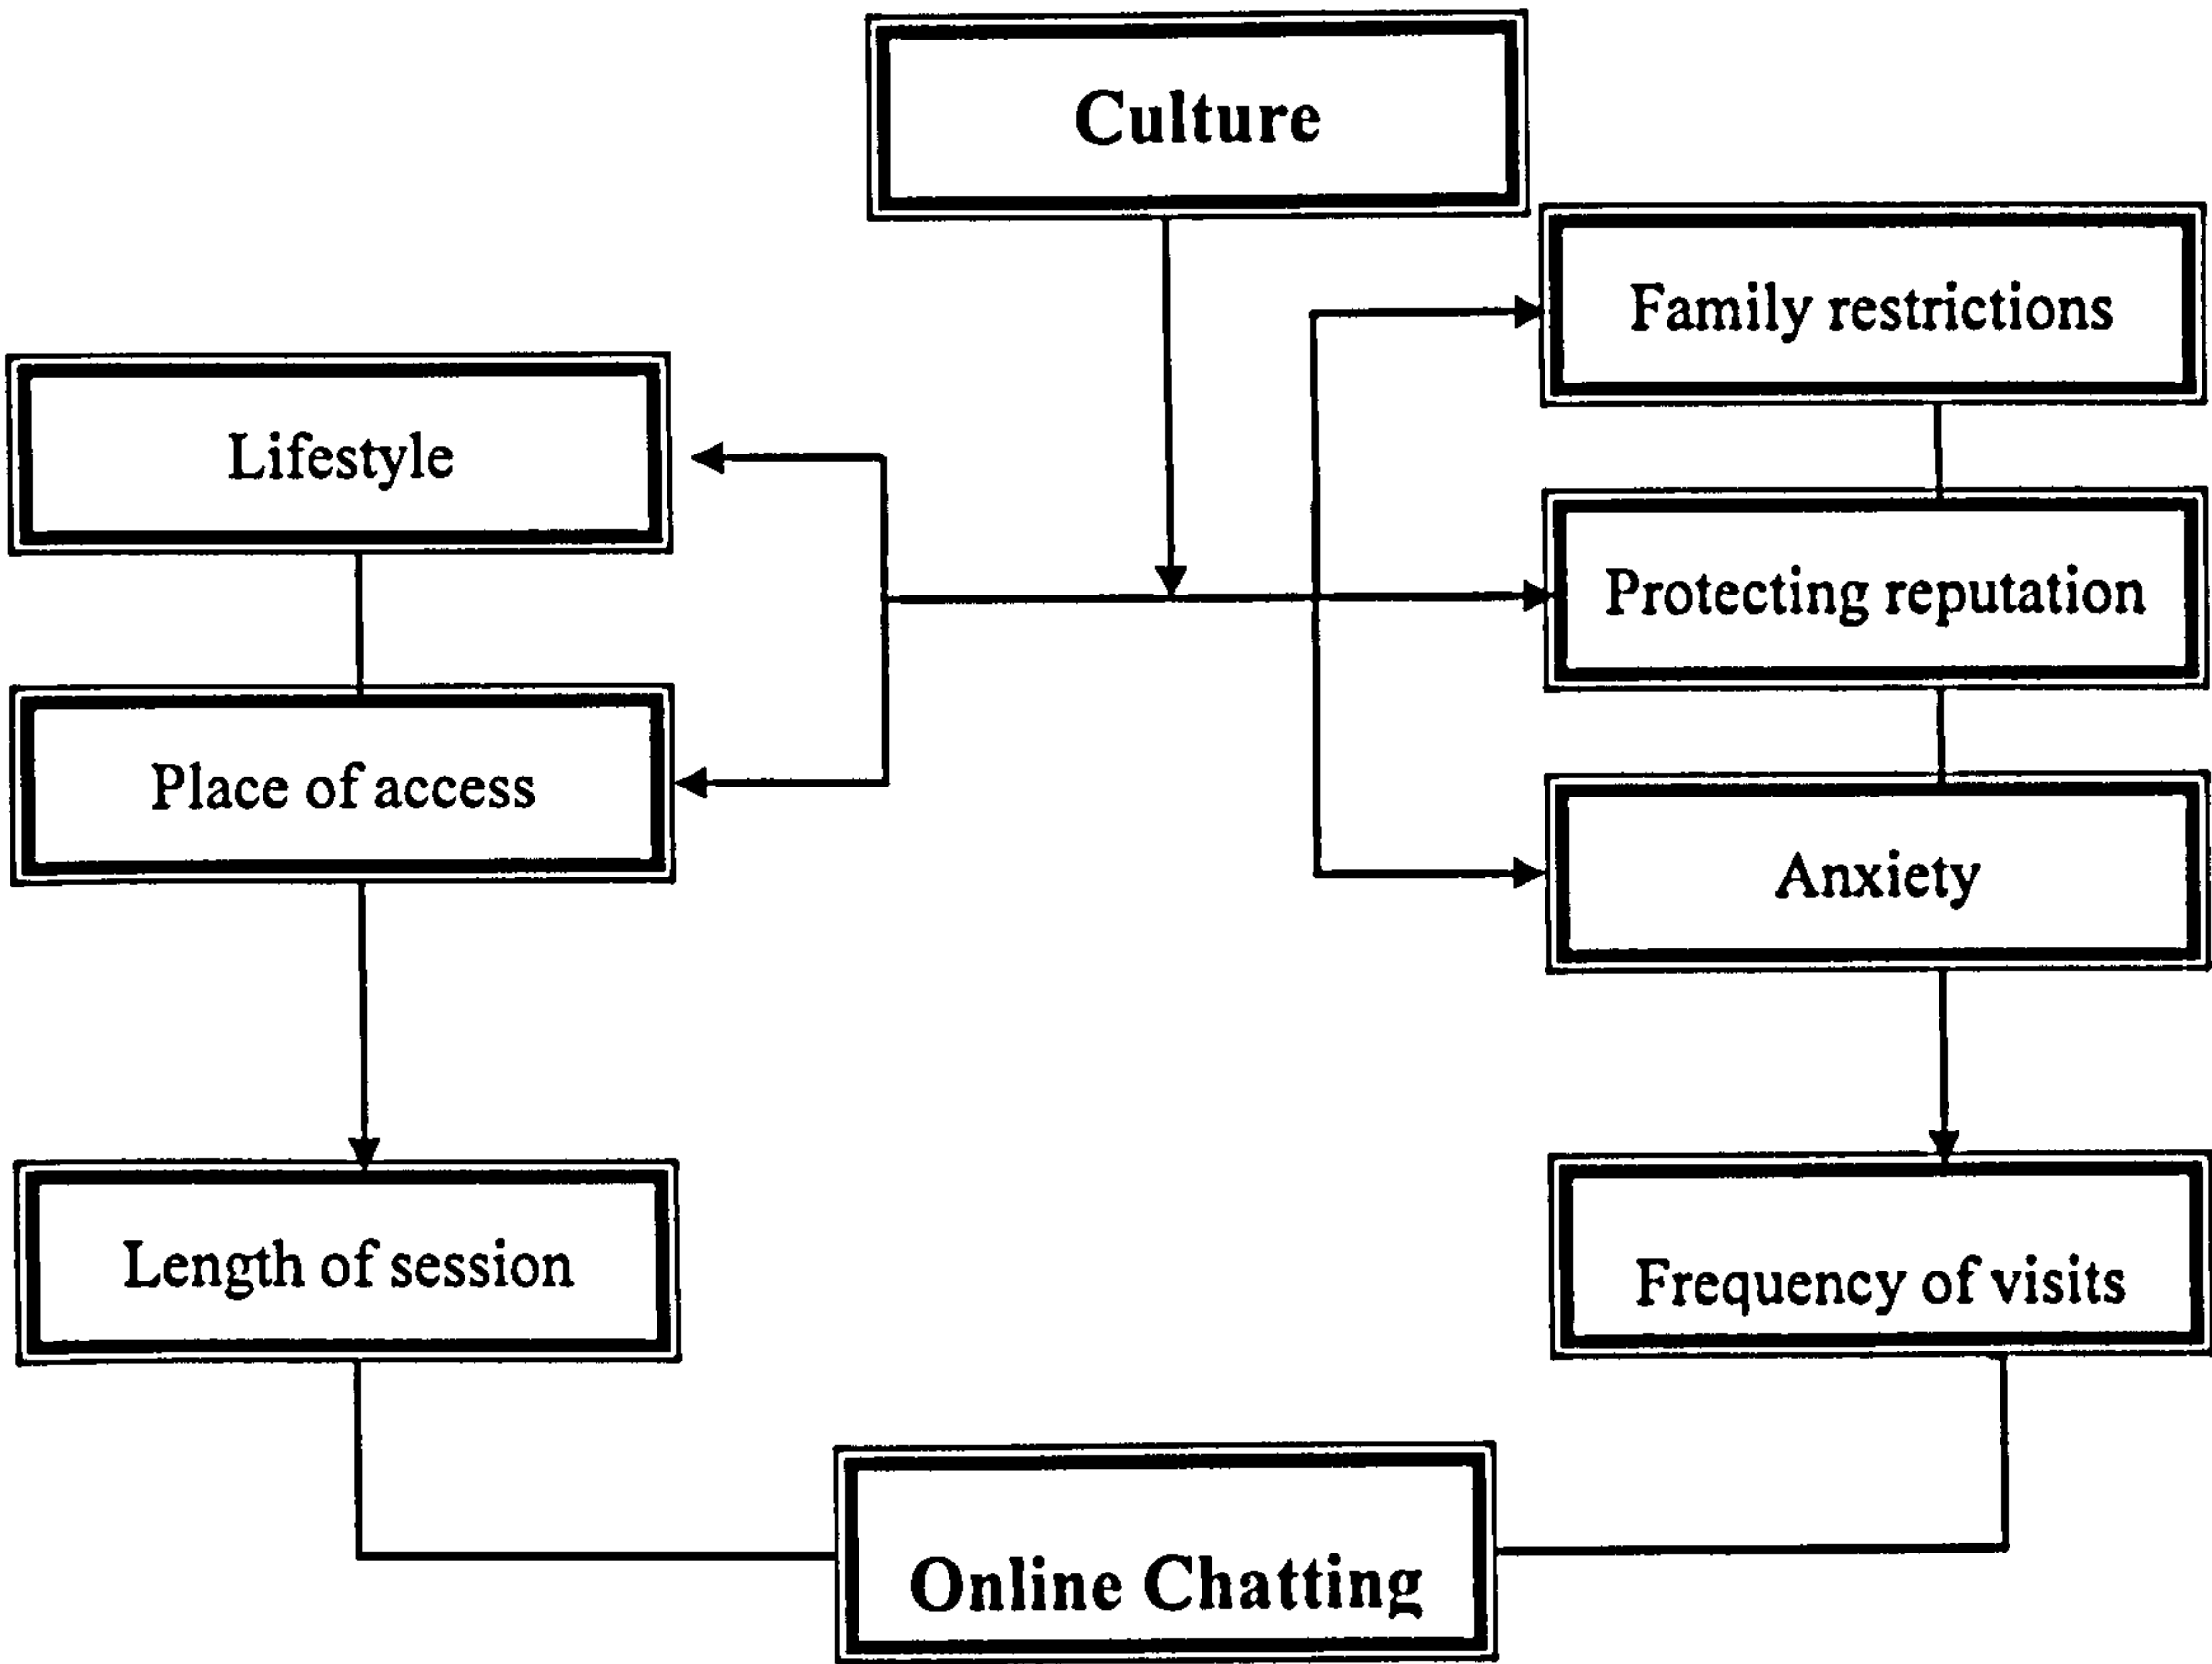 Culture
Family restrictions
Lifestyle
Protecting reputation
Place of access
Anxiety
Length of session
Frequency of visits
Online Chatting